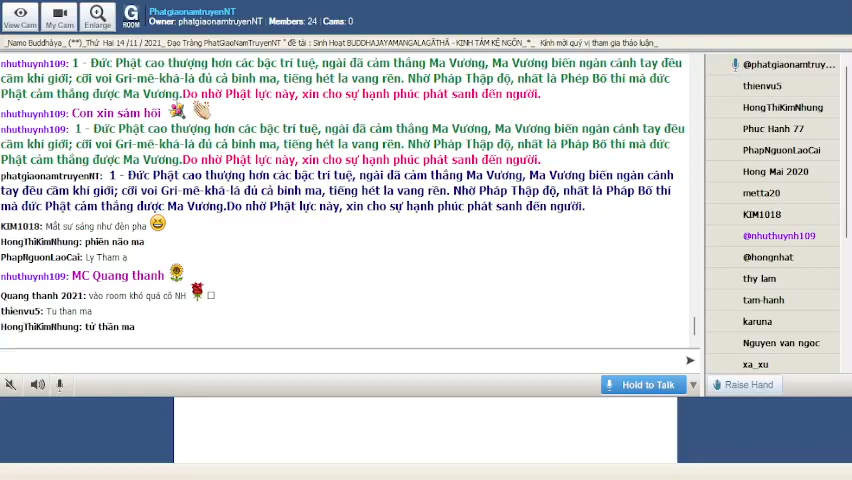 View Cam
My Cam
Enlarge
G
ROOM
PhatgiaonamtruyenNT
Owner: phatgiaonamtruyenNT | Members: 24 | Cams: 0
_Namo Buddhàya_ (**)_Thứ Hai 14 /11 / 2021_ Đạo Tràng PhatGiaoNamTruyenNT " đề tài : Sinh Hoạt BUDDHAJAYAMANGALAGĀTHĀ - KINH TÁM KỆ NGÔN_*_ Kính mời quý vị tham gia thảo luận_
nhuthuynh109: 1 - Đức Phật cao thượng hơn các bậc trí tuệ, ngài đã cảm thắng Ma Vương, Ma Vương biến ngàn cánh tay đều
cầm khí giới; cỡi voi Gri-mê-khá-lá đủ cả binh ma, tiếng hét la vang rền. Nhờ Pháp Thập độ, nhất là Phép Bố thí mà đức
Phật cảm thắng được Ma Vương.Do nhờ Phật lực này, xin cho sự hạnh phúc phát sanh đến người.
nhuthuynh109: Con xin sám hối
nhuthuynh109: 1 - Đức Phật cao thượng hơn các bậc trí tuệ, ngài đã cảm thắng Ma Vương, Ma Vương biến ngàn cánh tay đều
cầm khí giới; cỡi voi Gri-mê-khá-lá đủ cả binh ma, tiếng hét la vang rền. Nhờ Pháp Thập độ, nhất là Phép Bố thí mà đức
Phật cảm thắng được Ma Vương.Do nhờ Phật lực này, xin cho sự hạnh phúc phát sanh đến người.
phatgiaonamtruyenNT: 1 - Đức Phật cao thượng hơn các bậc trí tuệ, ngài đã cảm thắng Ma Vương, Ma Vương biến ngàn cánh
tay đều cầm khí giới; cỡi voi Gri-mê-khá-lá đủ cả binh ma, tiếng hét la vang rền. Nhờ Pháp Thập độ, nhất là Pháp Bố thí
mà đức Phật cảm thắng được Ma Vương.Do nhờ Phật lực này, xin cho sự hạnh phúc phát sanh đến người.
KIM1018: Mắt sư sáng như đèn pha
HongThiKimNhung: phiền não ma
PhapNguonLaoCai: Ly Tham a
nhuthuynh109: MC Quang thanh
Quang thanh 2021: vào room khó quá cô NH
thienvu5: Tu than ma
HongThiKimNhung: tử thần ma
Hold to Talk
Raise Hand
@phatgiaonamtruy...
thienvu5
HongThiKimNhung
Phuc Hanh 77
PhapNguonLaoCai
Hong Mai 2020
metta20
KIM1018
@nhuthuynh109
@hongnhat
thy lam
tam-hanh
karuna
Nguyen van ngoc
xa_xu